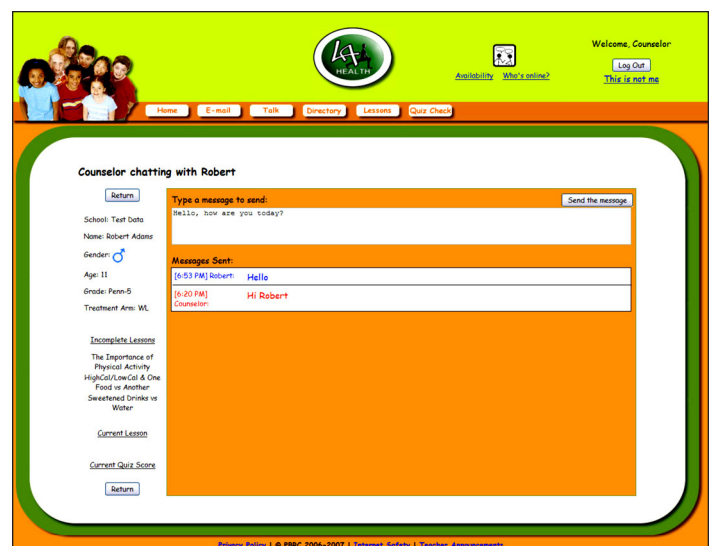 LA
HEALTH
Welcome, Counselor
Log Out
Availability Who's online?
This is not me
Home E-mail Talk Directory Lessons Quiz Check
Counselor chatting with Robert
Return
Type a message to send:
Send the message
Hello, how are you today?
School: Test Data
Name: Robert Adams
Gender:
Messages Sent:
Age: 11
[6:53 PM] Robert: Hello
Grade: Penn-5
[6:20 PM] Hi Robert
Counselor:
Treatment Arm: WL
Incomplete Lessons
The Importance of
Physical Activity
HighCal/LowCal & One
Food vs Another
Sweetened Drinks vs
Water
Current Lesson
Current Quiz Score
Return
Privacy Policy | © PBRC 2006-2007 | Internet Safety | Teacher Announcements